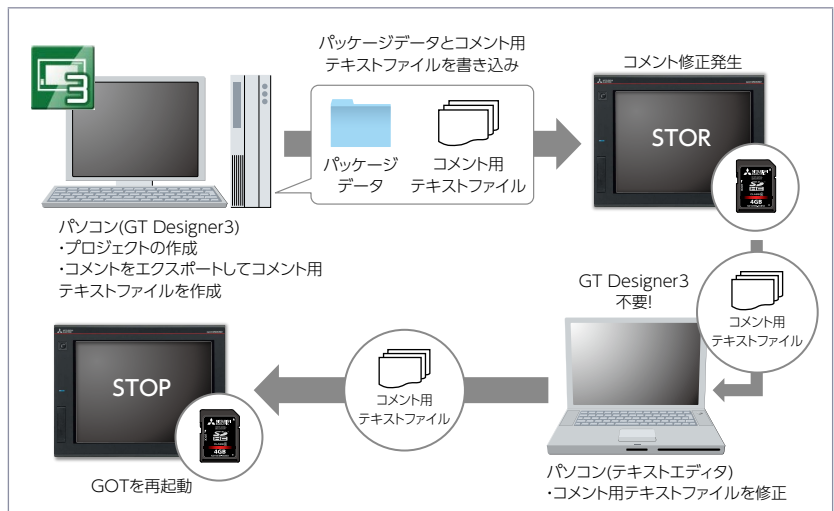 パッケージデータとコメント用
テキストファイルを書き込み
コメント修正発生
3
パッケージ
データ
コメント用
テキストファイル
STOR
4GB
パソコン(GT Designer3)
・プロジェクトの作成
・コメントをエクスポートしてコメント用
テキストファイルを作成
GT Designer3
不要!
コメント用
テキストファイル
STOP
4GB
コメント用
テキストファイル
GOTを再起動
パソコン(テキストエディタ)
・コメント用テキストファイルを修正